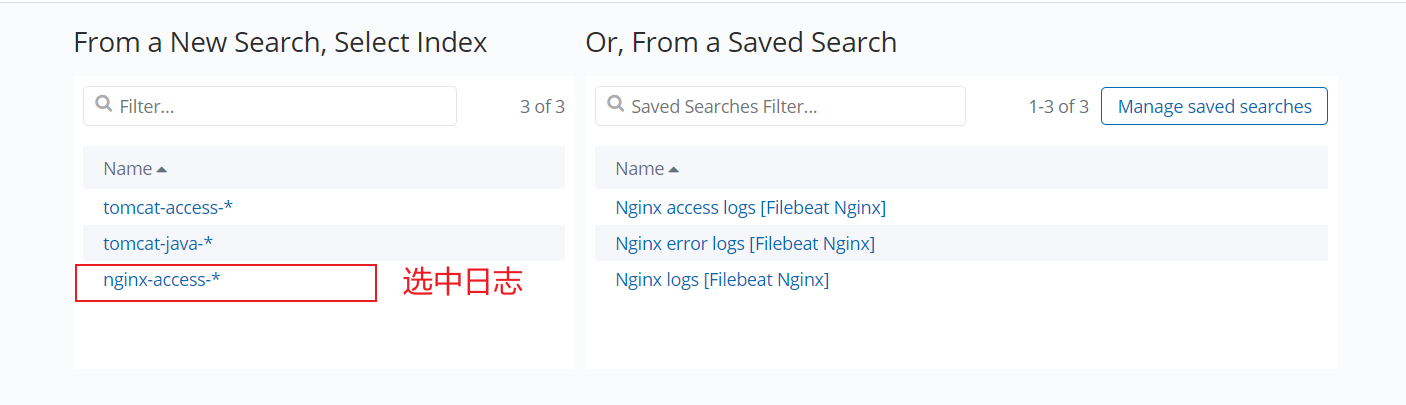 From a New Search, Select Index
Or, From a Saved Search
Filter...
3 of 3
Saved Searches Filter...
1-3 of 3
Manage saved searches
Name
Name
tomcat-access-*
Nginx access logs [Filebeat Nginx]
tomcat-java-*
Nginx error logs [Filebeat Nginx]
nginx-access-*
选中日志
Nginx logs [Filebeat Nginx]